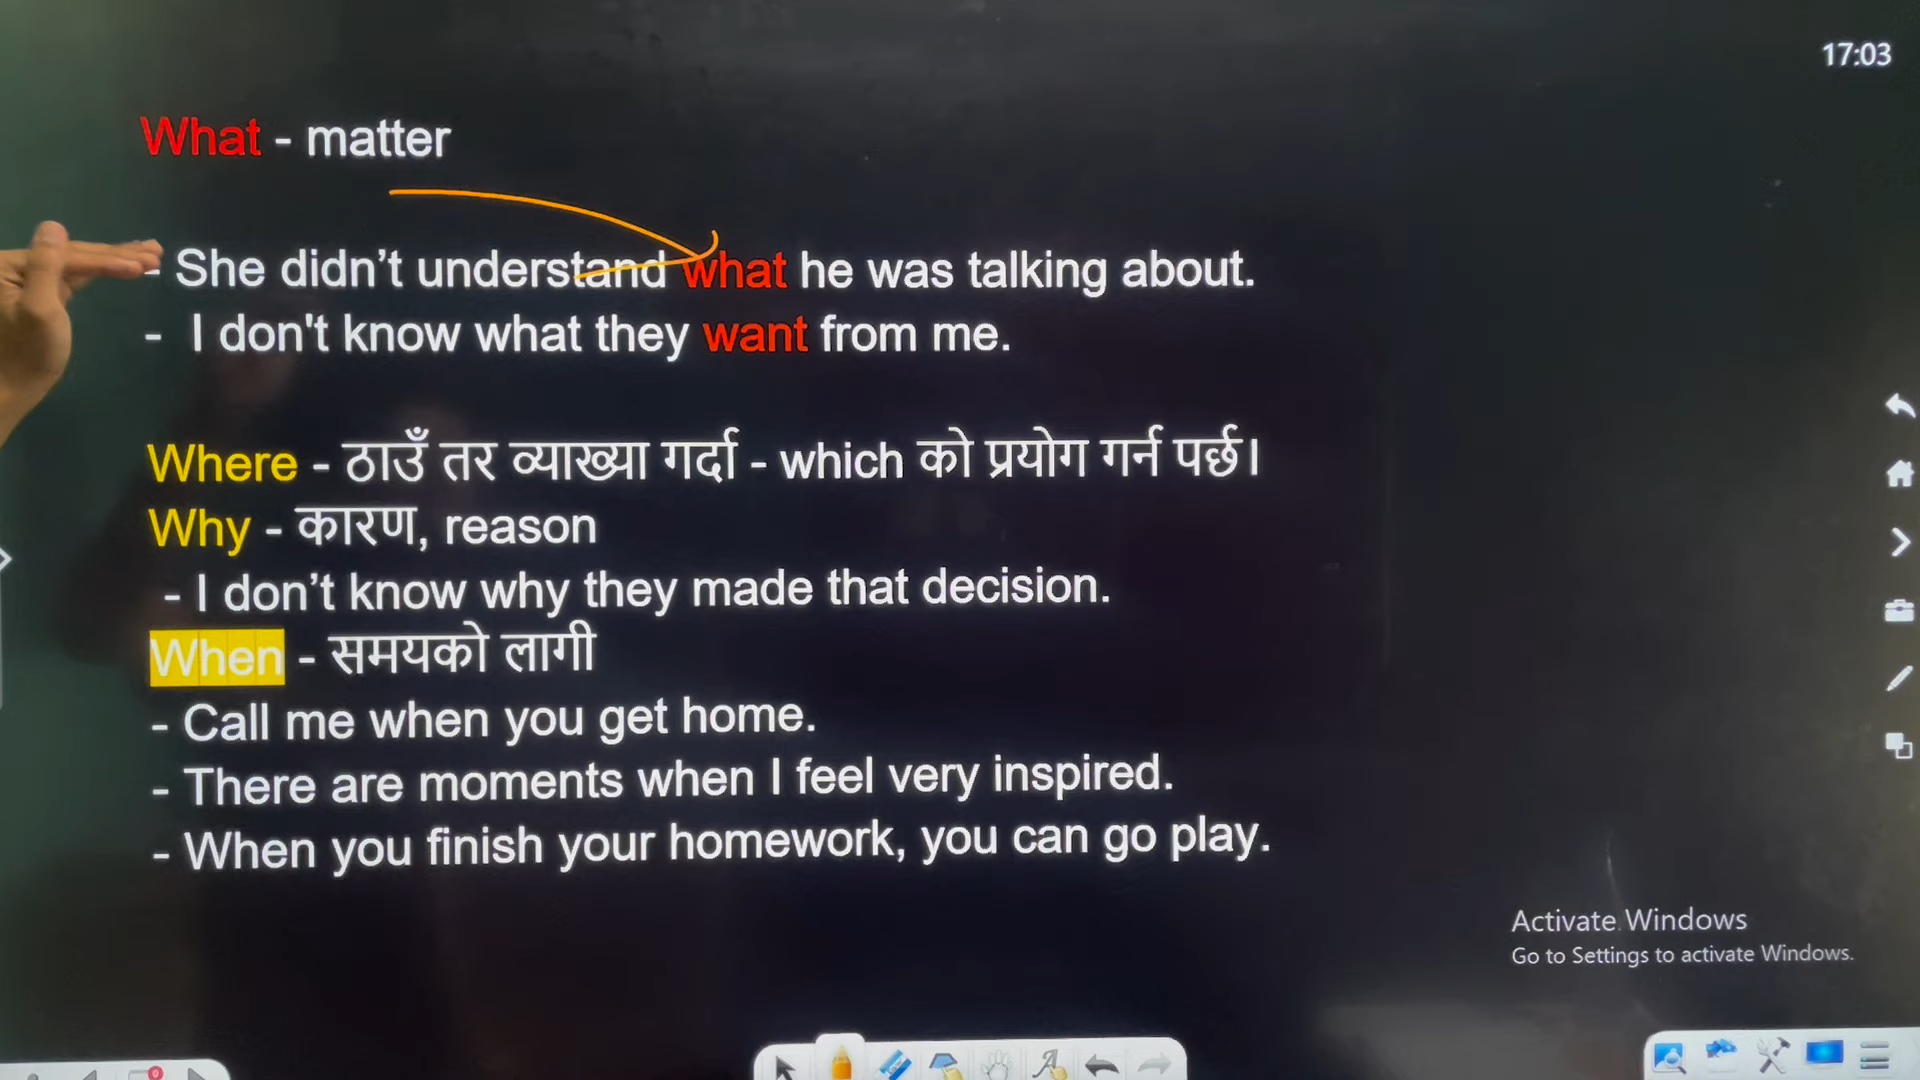 17:03
What - matter
- She didn’t understand what he was talking about.
- I don't know what they want from me.
Where - ठाउँ तर व्याख्या गर्दा - which को प्रयोग गर्न पर्छ।
Why - कारण, reason
- I don’t know why they made that decision.
When - समयको लागी
- Call me when you get home.
- There are moments when I feel very inspired.
- When you finish your homework, you can go play.
Activate Windows
Go to Settings to activate Windows.